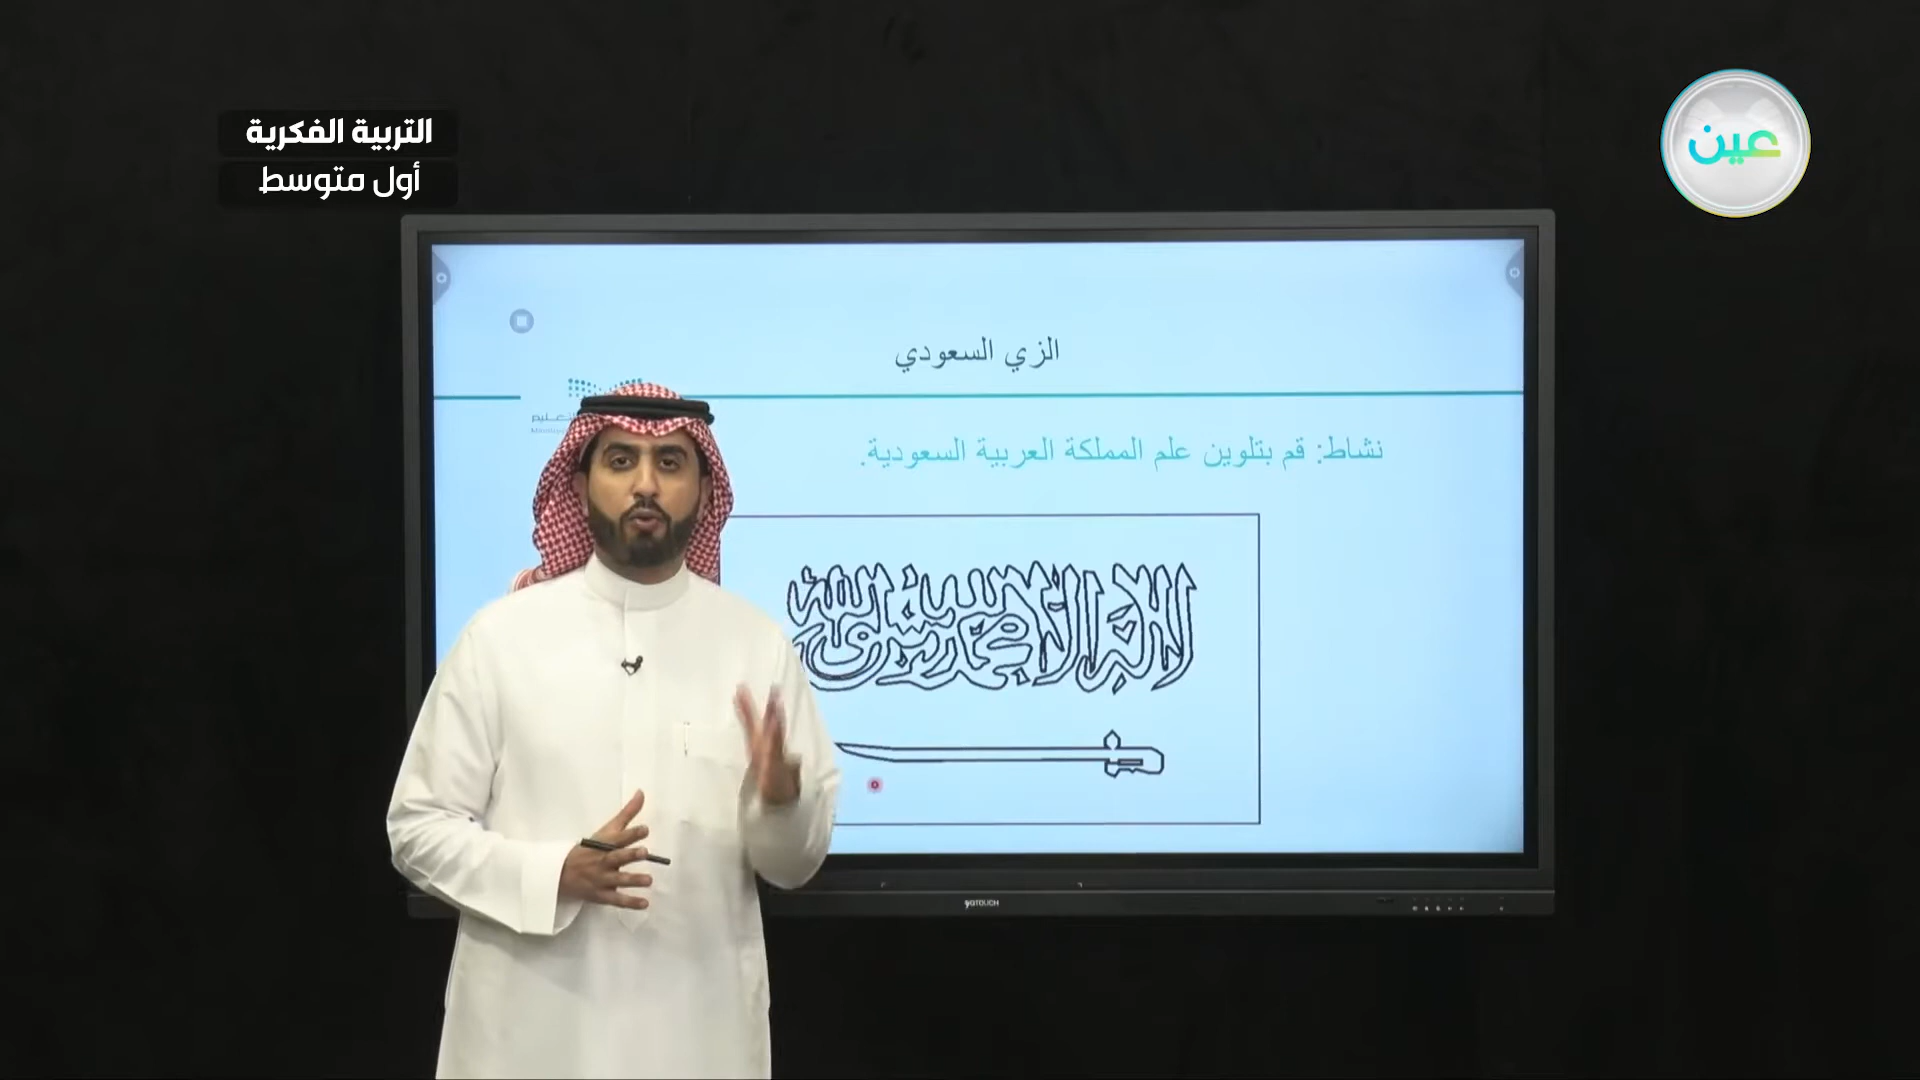 التربية الفكرية
أول متوسط
عين
الزي السعودي
نشاط: قم بتلوين علم المملكة العربية السعودية.
لا إله إلا الله محمد رسول الله